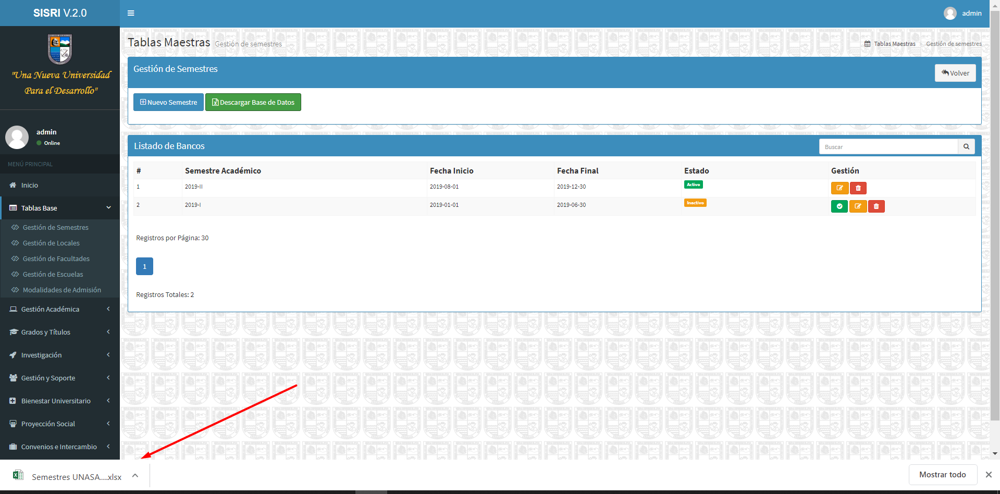 SISRI V.2.0
admin
"Una Nueva Universidad
Para el Desarrollo"
admin
Online
MENÚ PRINCIPAL
Inicio
Tablas Base
Gestión de Semestres
Gestión de Locales
Gestión de Facultades
Gestión de Escuelas
Modalidades de Admisión
Gestión Académica
Grados y Títulos
Investigación
Gestión y Soporte
Bienestar Universitario
Proyección Social
Convenios e Intercambio
Tablas Maestras Gestión de semestres
Tablas Maestras > Gestión de semestres
Gestión de Semestres
Volver
Nuevo Semestre Descargar Base de Datos
Listado de Bancos
Buscar
# Semestre Académico Fecha Inicio Fecha Final Estado Gestión
1 2019-II 2019-08-01 2019-12-30 Activo
2 2019-I 2019-01-01 2019-06-30 Inactivo
Registros por Página: 30
1
Registros Totales: 2
Semestres UNASA....xlsx
Mostrar todo